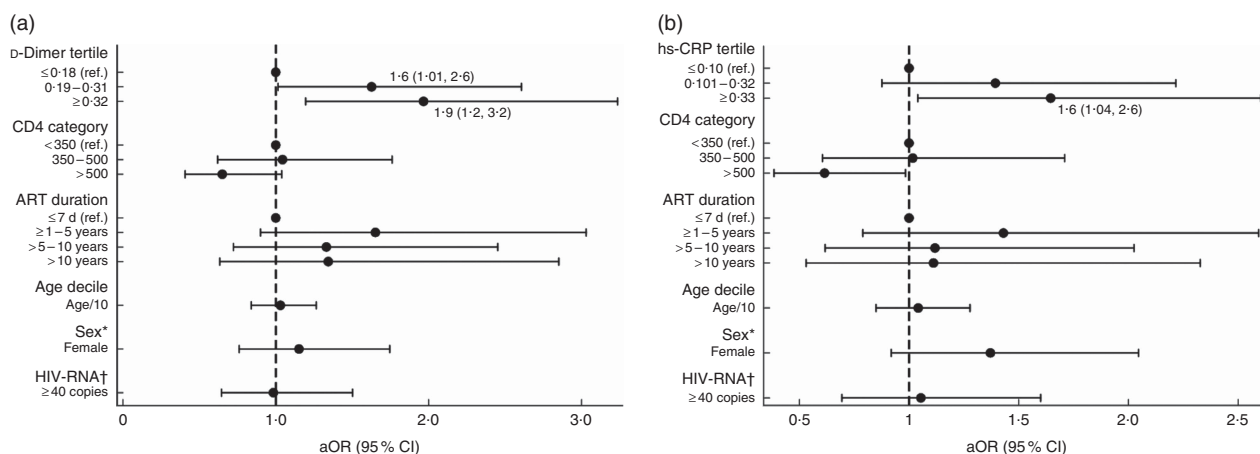 (a)
D-Dimer tertile
≤0·18 (ref.)
0·19–0·31
≥0·32
1·6 (1·01, 2·6)
1·9 (1·2, 3·2)
CD4 category
<350 (ref.)
350–500
>500
ART duration
≤7 d (ref.)
≥1–5 years
>5–10 years
>10 years
Age decile
Age/10
Sex*
Female
HIV-RNA†
≥40 copies
0 1·0 2·0 3·0
aOR (95 % CI)
(b)
hs-CRP tertile
≤0·10 (ref.)
0·101–0·32
≥0·33
1·6 (1·04, 2·6)
CD4 category
<350 (ref.)
350–500
>500
ART duration
≤7 d (ref.)
≥1–5 years
>5–10 years
>10 years
Age decile
Age/10
Sex*
Female
HIV-RNA†
≥40 copies
0·5 1 1·5 2·0 2·5
aOR (95 % CI)